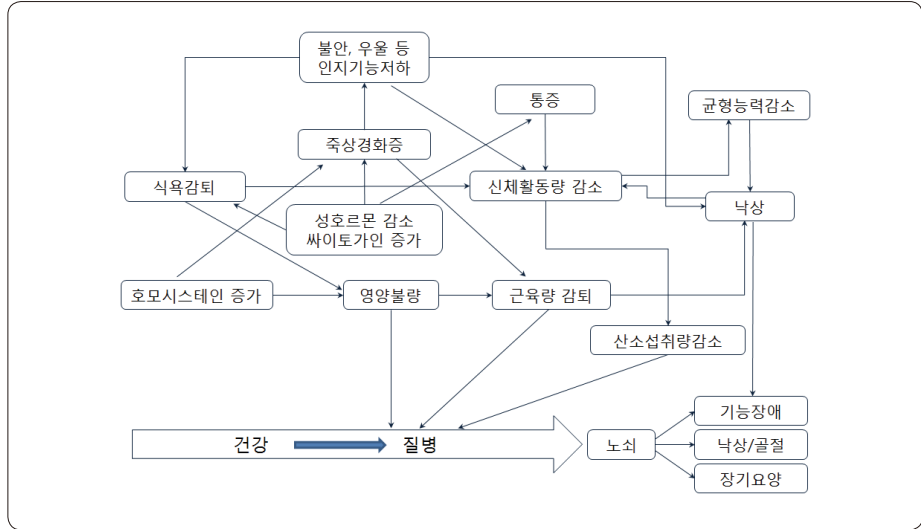 불안, 우울 등
인지기능저하
통증
균형능력감소
죽상경화증
식욕감퇴
신체활동량 감소
낙상
성호르몬 감소
싸이토가인 증가
호모시스테인 증가
영양불량
근육량 감퇴
산소섭취량감소
기능장애
건강
질병
노쇠
낙상/골절
장기요양